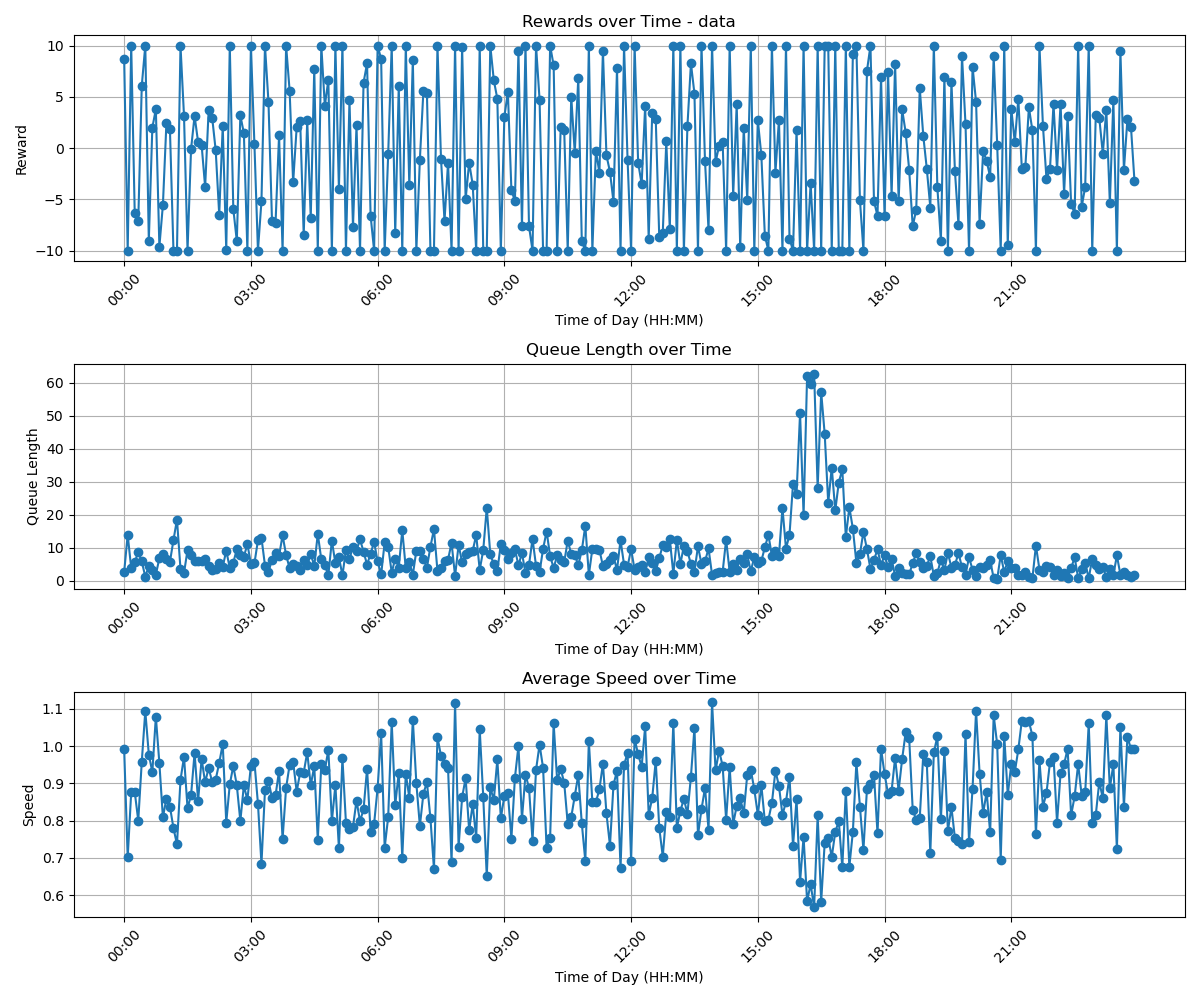 Rewards over Time - data
10
5
0
−5
−10
Reward
00:00 03:00 06:00 09:00 12:00 15:00 18:00 21:00
Time of Day (HH:MM)
Queue Length over Time
60
50
40
30
20
10
0
Queue Length
00:00 03:00 06:00 09:00 12:00 15:00 18:00 21:00
Time of Day (HH:MM)
Average Speed over Time
1.1
1.0
0.9
0.8
0.7
0.6
Speed
00:00 03:00 06:00 09:00 12:00 15:00 18:00 21:00
Time of Day (HH:MM)